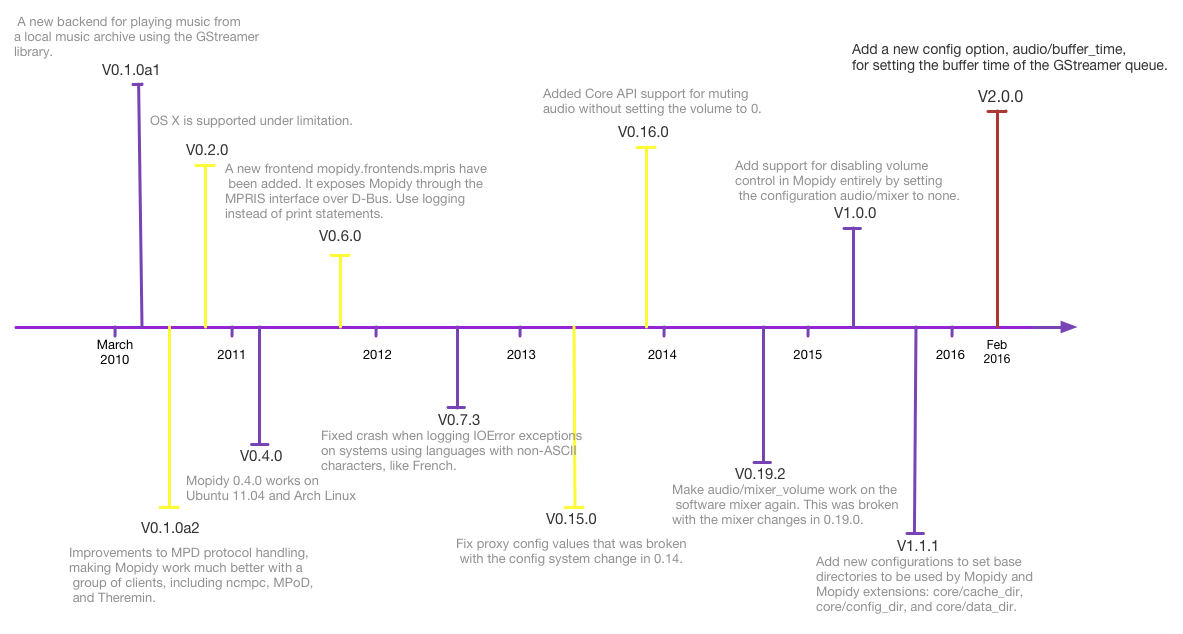 A new backend for playing music from
a local music archive using the GStreamer
library.
V0.1.0a1
OS X is supported under limitation.
V0.2.0
A new frontend mopidy.frontends.mpris have
been added. It exposes Mopidy through the
MPRIS interface over D-Bus. Use logging
instead of print statements.
V0.6.0
Added Core API support for muting
audio without setting the volume to 0.
V0.16.0
Add support for disabling volume
control in Mopidy entirely by setting
the configuration audio/mixer to none.
V1.0.0
Add a new config option, audio/buffer_time,
for setting the buffer time of the GStreamer queue.
V2.0.0
March
2010
2011
2012
2013
2014
2015
2016
Feb
2016
V0.1.0a2
Improvements to MPD protocol handling,
making Mopidy work much better with a
group of clients, including ncmpc, MPoD,
and Theremin.
V0.4.0
Mopidy 0.4.0 works on
Ubuntu 11.04 and Arch Linux
V0.7.3
Fixed crash when logging IOError exceptions
on systems using languages with non-ASCII
characters, like French.
V0.15.0
Fix proxy config values that was broken
with the config system change in 0.14.
V0.19.2
Make audio/mixer_volume work on the
software mixer again. This was broken
with the mixer changes in 0.19.0.
V1.1.1
Add new configurations to set base
directories to be used by Mopidy and
Mopidy extensions: core/cache_dir,
core/config_dir, and core/data_dir.